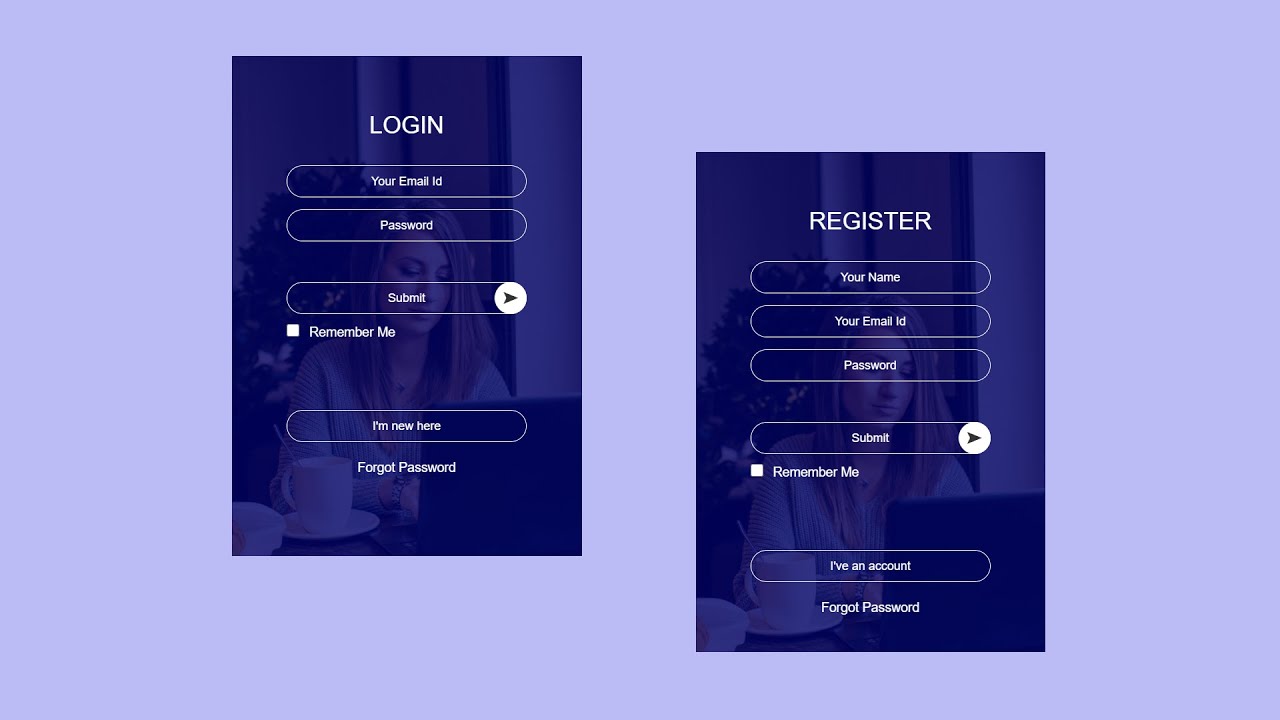 LOGIN
Your Email Id
Password
Submit
Remember Me
I'm new here
Forgot Password
REGISTER
Your Name
Your Email Id
Password
Submit
Remember Me
I've an account
Forgot Password